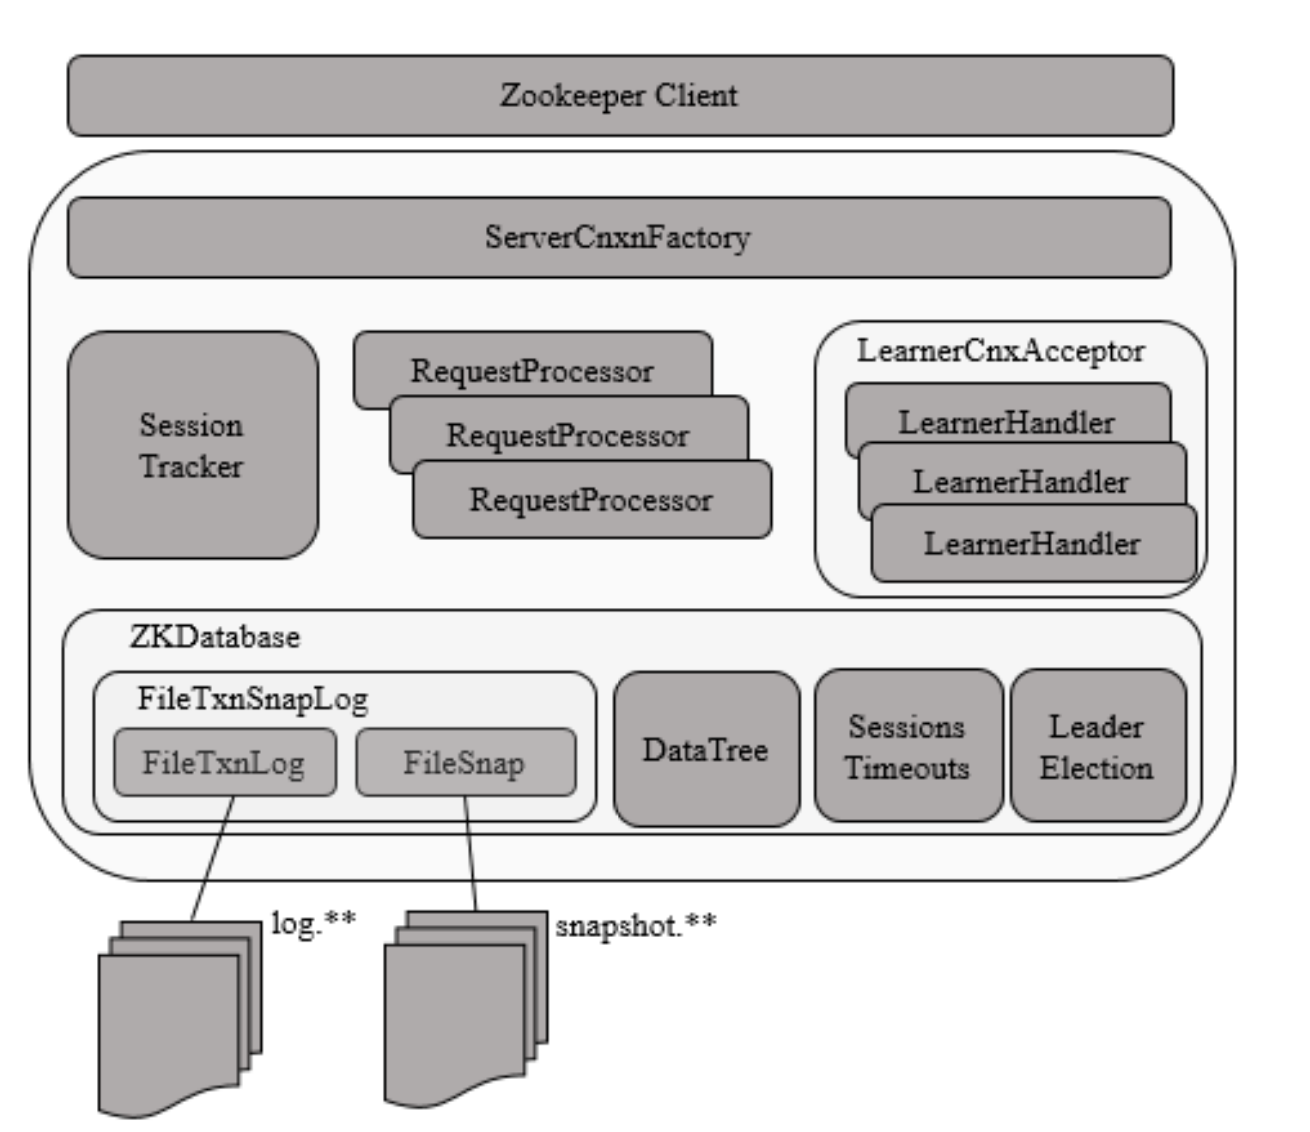 Zookeeper Client
ServerCnxnFactory
Session
Tracker
RequestProcessor
RequestProcessor
RequestProcessor
LearnerCnxAcceptor
LearnerHandler
LearnerHandler
LearnerHandler
ZKDatabase
FileTxnSnapLog
FileTxnLog
FileSnap
DataTree
Sessions
Timeouts
Leader
Election
log.**
snapshot.**